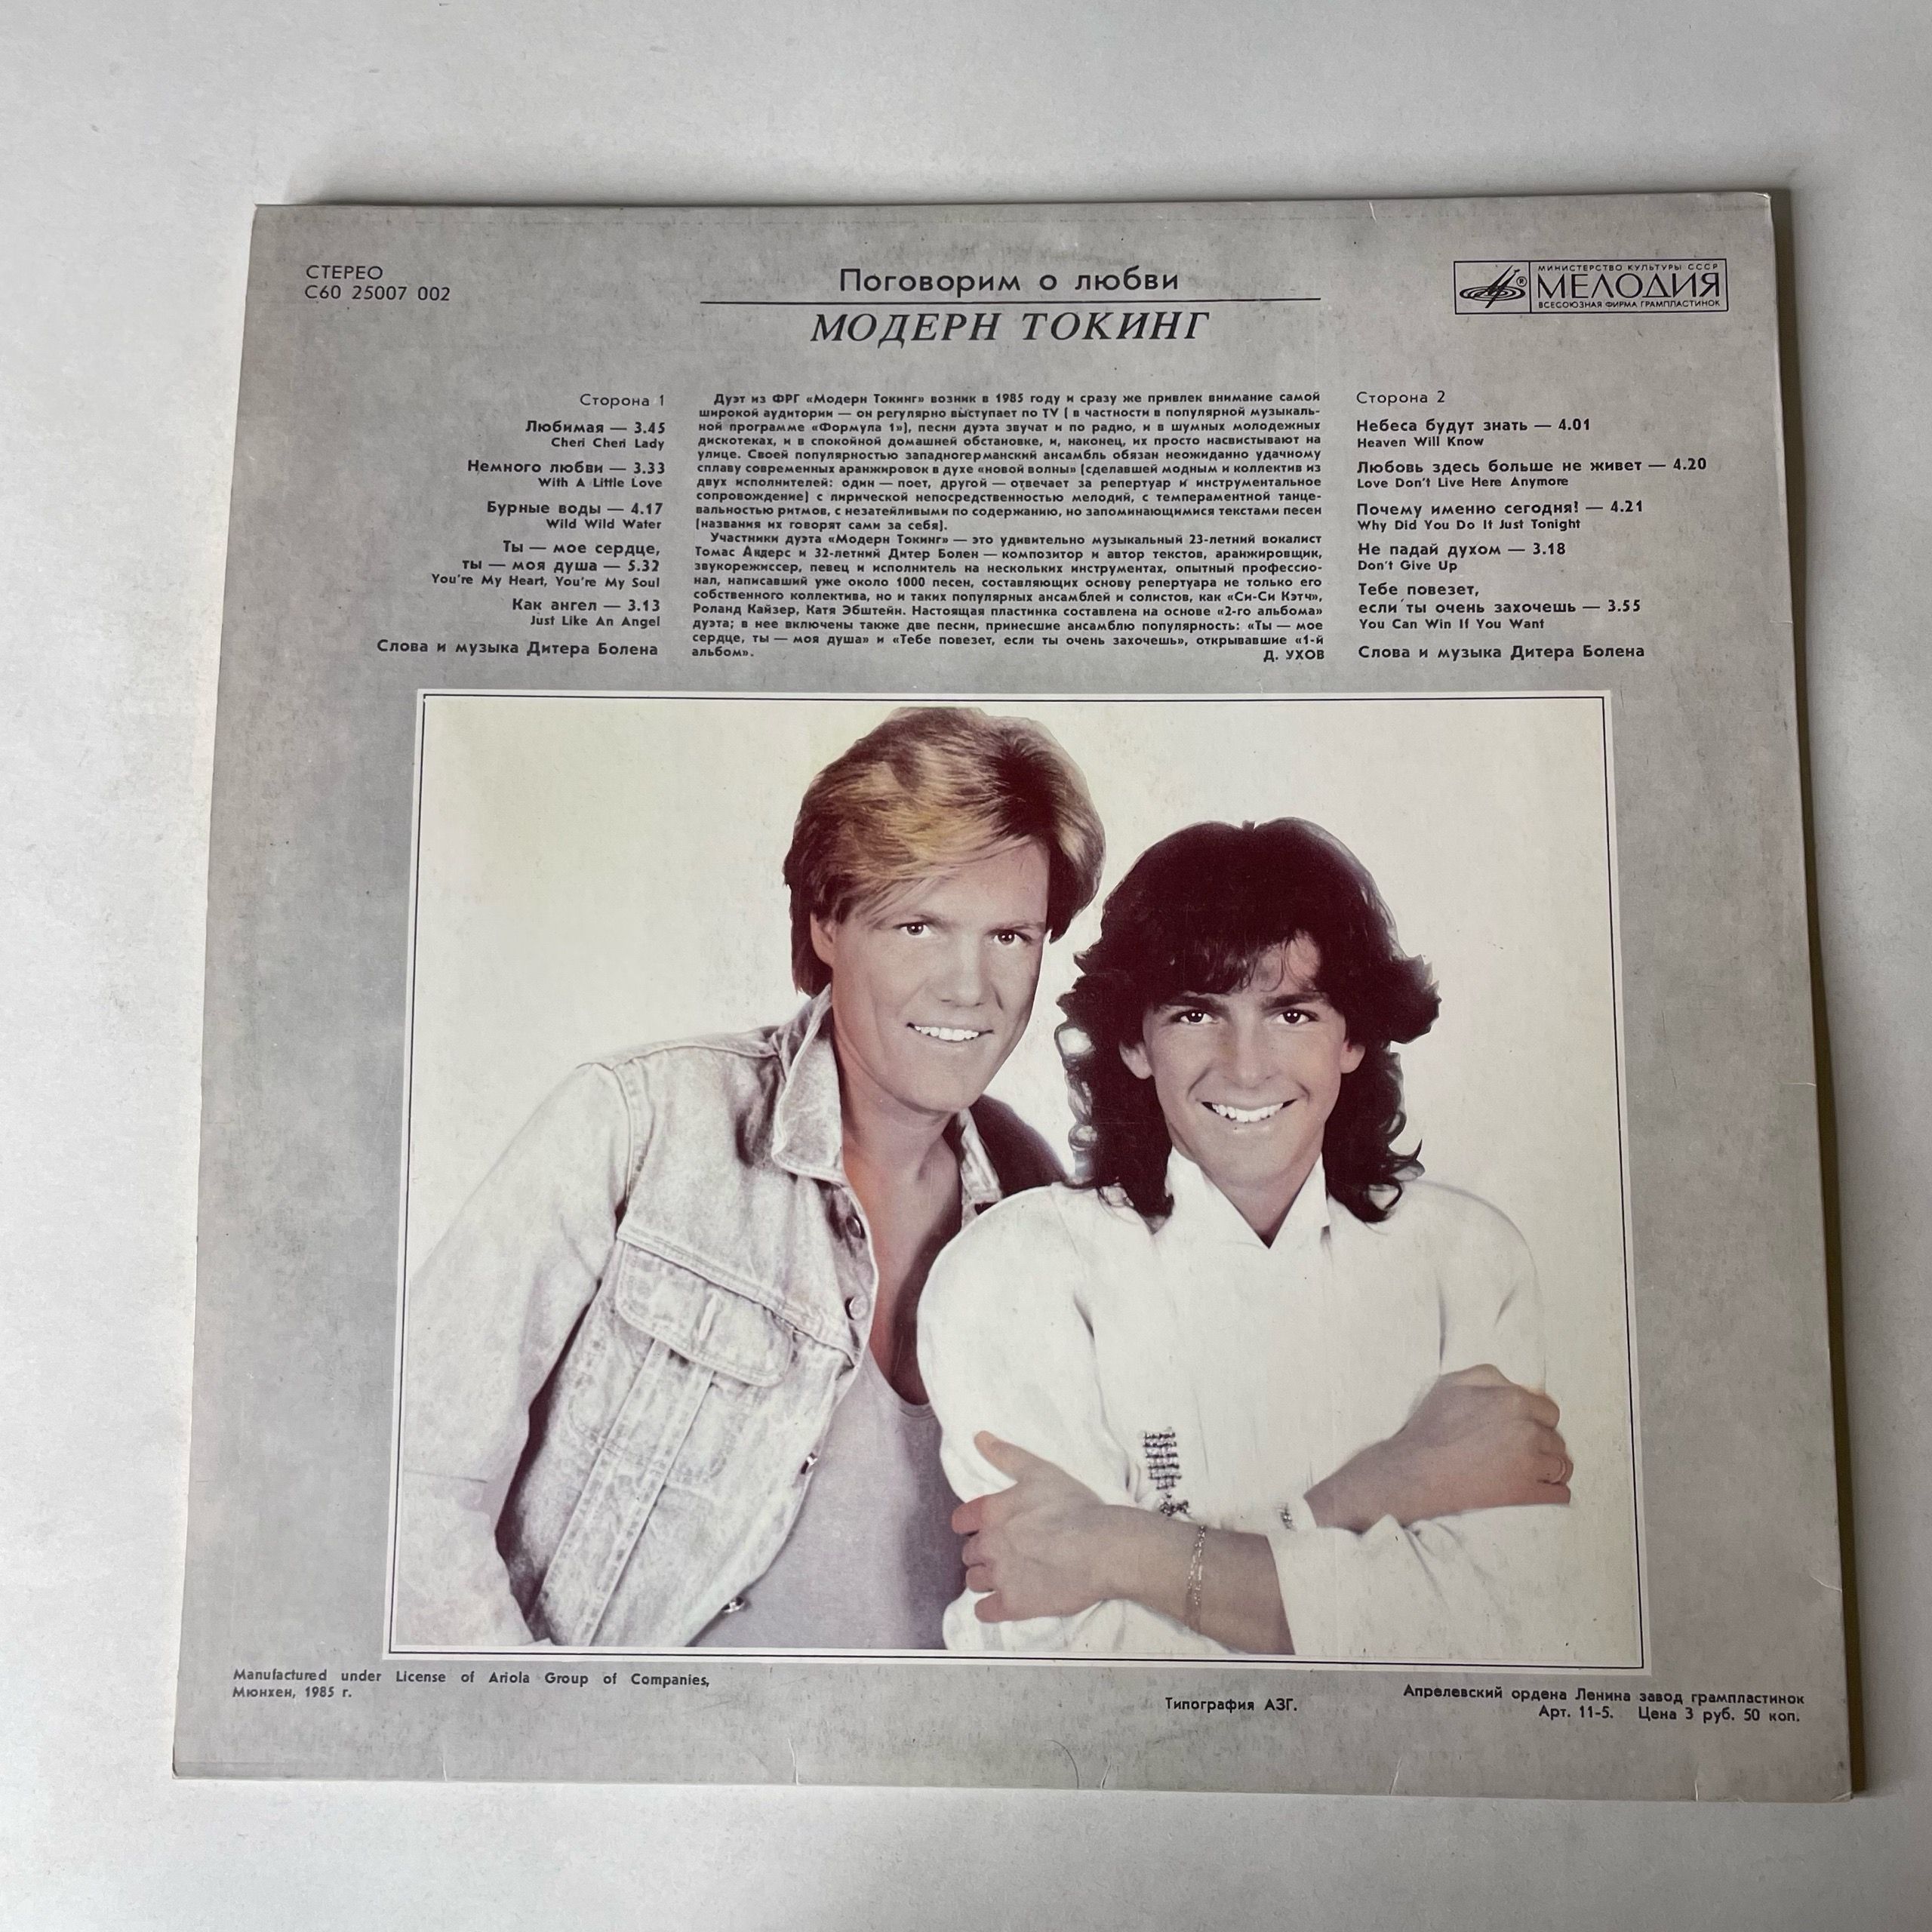 СТЕРЕО
С60 25007 002
Поговорим о любви
МОДЕРН ТОКИНГ
МИНИСТЕРСТВО КУЛЬТУРЫ СССР
МЕЛОДИЯ
ВСЕСОЮЗНАЯ ФИРМА ГРАМПЛАСТИНОК
Сторона 1
Любимая — 3.45
Cheri Cheri Lady
Немного любви — 3.33
With A Little Love
Бурные воды — 4.17
Wild Wild Water
Ты — мое сердце,
ты — моя душа — 5.32
You're My Heart, You're My Soul
Как ангел — 3.13
Just Like An Angel
Слова и музыка Дитера Болена
Дуэт из ФРГ «Модерн Токинг» возник в 1985 году и сразу же привлек внимание самой
широкой аудитории — он регулярно выступает по TV ( в частности в популярной музыкаль-
ной программе «Формула 1»), песни дуэта звучат и по радио, и в шумных молодежных
дискотеках, и в спокойной домашней обстановке, и, наконец, их просто насвистывают на
улице. Своей популярностью западногерманский ансамбль обязан неожиданно удачному
сплаву современных аранжировок в духе «новой волны» (сделавшей модным и коллектив из
двух исполнителей: один — поет, другой — отвечает за репертуар и инструментальное
сопровождение) с лирической непосредственностью мелодий, с темпераментной танце-
вальностью ритмов, с незатейливыми по содержанию, но запоминающимися текстами песен
(названия их говорят сами за себя).
Участники дуэта «Модерн Токинг» — это удивительно музыкальный 23-летний вокалист
Томас Андерс и 32-летний Дитер Болен — композитор и автор текстов, аранжировщик,
звукорежиссер, певец и исполнитель на нескольких инструментах, опытный профессио-
нал, написавший уже около 1000 песен, составляющих основу репертуара не только его
собственного коллектива, но и таких популярных ансамблей и солистов, как «Си-Си Кэтч»,
Роланд Кайзер, Катя Эбштейн. Настоящая пластинка составлена на основе «2-го альбома»
дуэта; в нее включены также две песни, принесшие ансамблю популярность: «Ты — мое
сердце, ты — моя душа» и «Тебе повезет, если ты очень захочешь», открывавшие «1-й
альбом».
Д. УХОВ
Сторона 2
Небеса будут знать — 4.01
Heaven Will Know
Любовь здесь больше не живет — 4.20
Love Don't Live Here Anymore
Почему именно сегодня! — 4.21
Why Did You Do It Just Tonight
Не падай духом — 3.18
Don't Give Up
Тебе повезет,
если ты очень захочешь — 3.55
You Can Win If You Want
Слова и музыка Дитера Болена
Manufactured under License of Ariola Group of Companies,
Мюнхен, 1985 г.
Типография АЗГ.
Апрелевский ордена Ленина завод грампластинок
Арт. 11-5. Цена 3 руб. 50 коп.